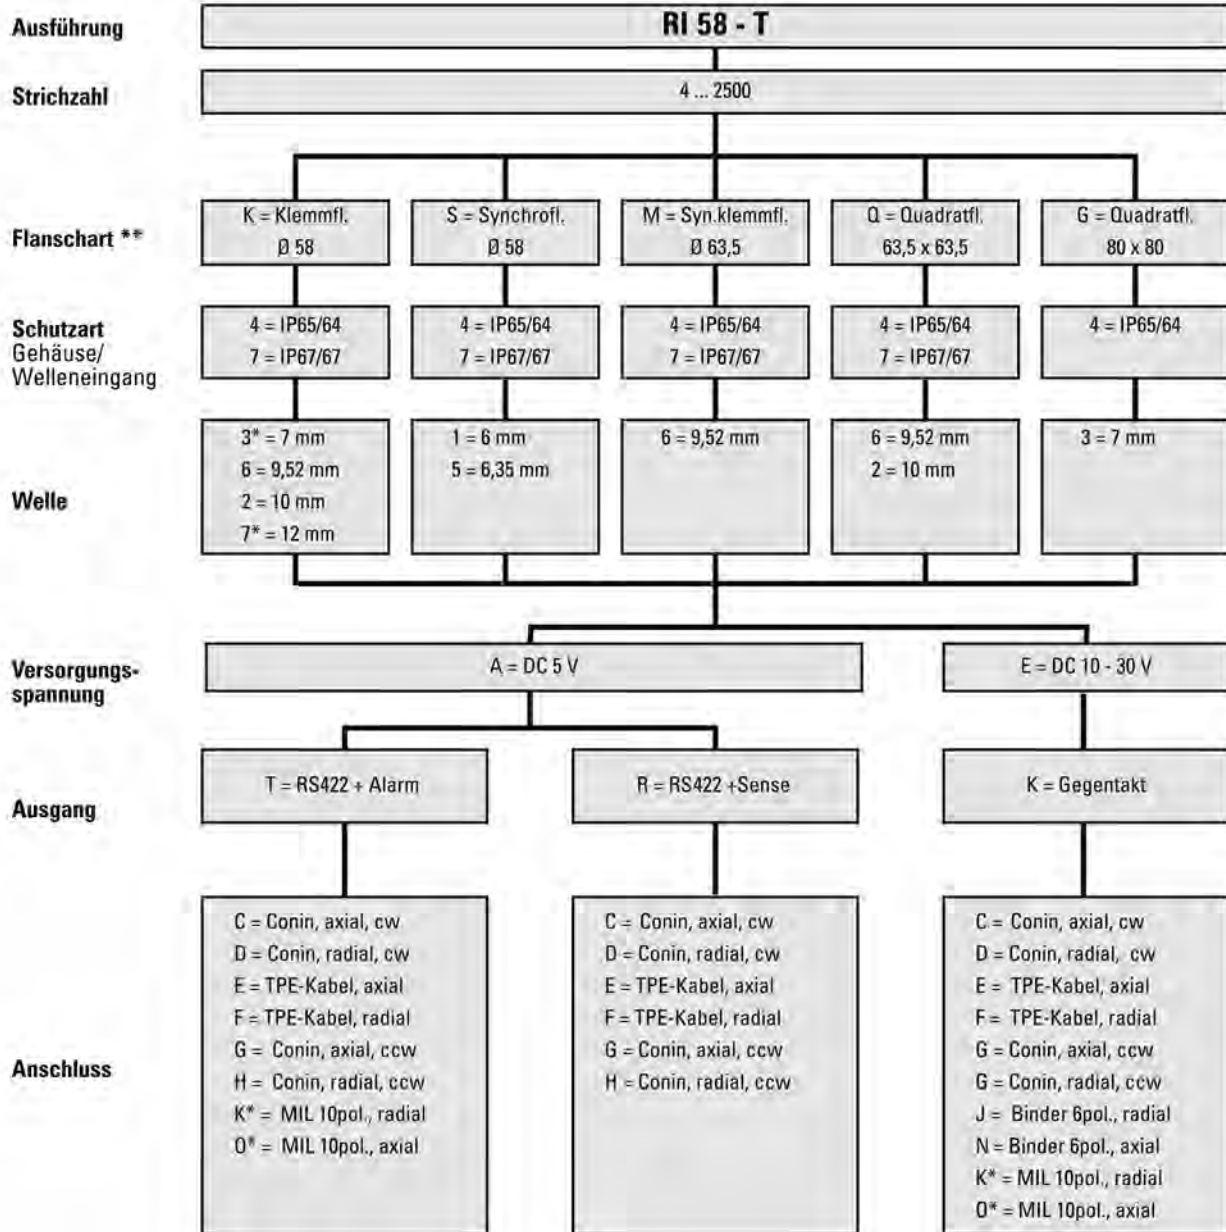 Ausführung
RI 58 - T
Strichzahl
4 ... 2500
Flanschart **
K = Klemmfl.
Ø 58
S = Synchrofl.
Ø 58
M = Syn.klemmfl.
Ø 63,5
Q = Quadratfl.
63,5 x 63,5
G = Quadratfl.
80 x 80
Schutzart
Gehäuse/
Welleneingang
4 = IP65/64
7 = IP67/67
4 = IP65/64
7 = IP67/67
4 = IP65/64
7 = IP67/67
4 = IP65/64
7 = IP67/67
4 = IP65/64
Welle
3* = 7 mm
6 = 9,52 mm
2 = 10 mm
7* = 12 mm
1 = 6 mm
5 = 6,35 mm
6 = 9,52 mm
6 = 9,52 mm
2 = 10 mm
3 = 7 mm
Versorgungs-
spannung
A = DC 5 V
E = DC 10 - 30 V
Ausgang
T = RS422 + Alarm
R = RS422 +Sense
K = Gegentakt
Anschluss
C = Conin, axial, cw
D = Conin, radial, cw
E = TPE-Kabel, axial
F = TPE-Kabel, radial
G = Conin, axial, ccw
H = Conin, radial, ccw
K* = MIL 10pol., radial
O* = MIL 10pol., axial
C = Conin, axial, cw
D = Conin, radial, cw
E = TPE-Kabel, axial
F = TPE-Kabel, radial
G = Conin, axial, ccw
H = Conin, radial, ccw
C = Conin, axial, cw
D = Conin, radial, cw
E = TPE-Kabel, axial
F = TPE-Kabel, radial
G = Conin, axial, ccw
G = Conin, radial, ccw
J = Binder 6pol., radial
N = Binder 6pol., axial
K* = MIL 10pol., radial
O* = MIL 10pol., axial